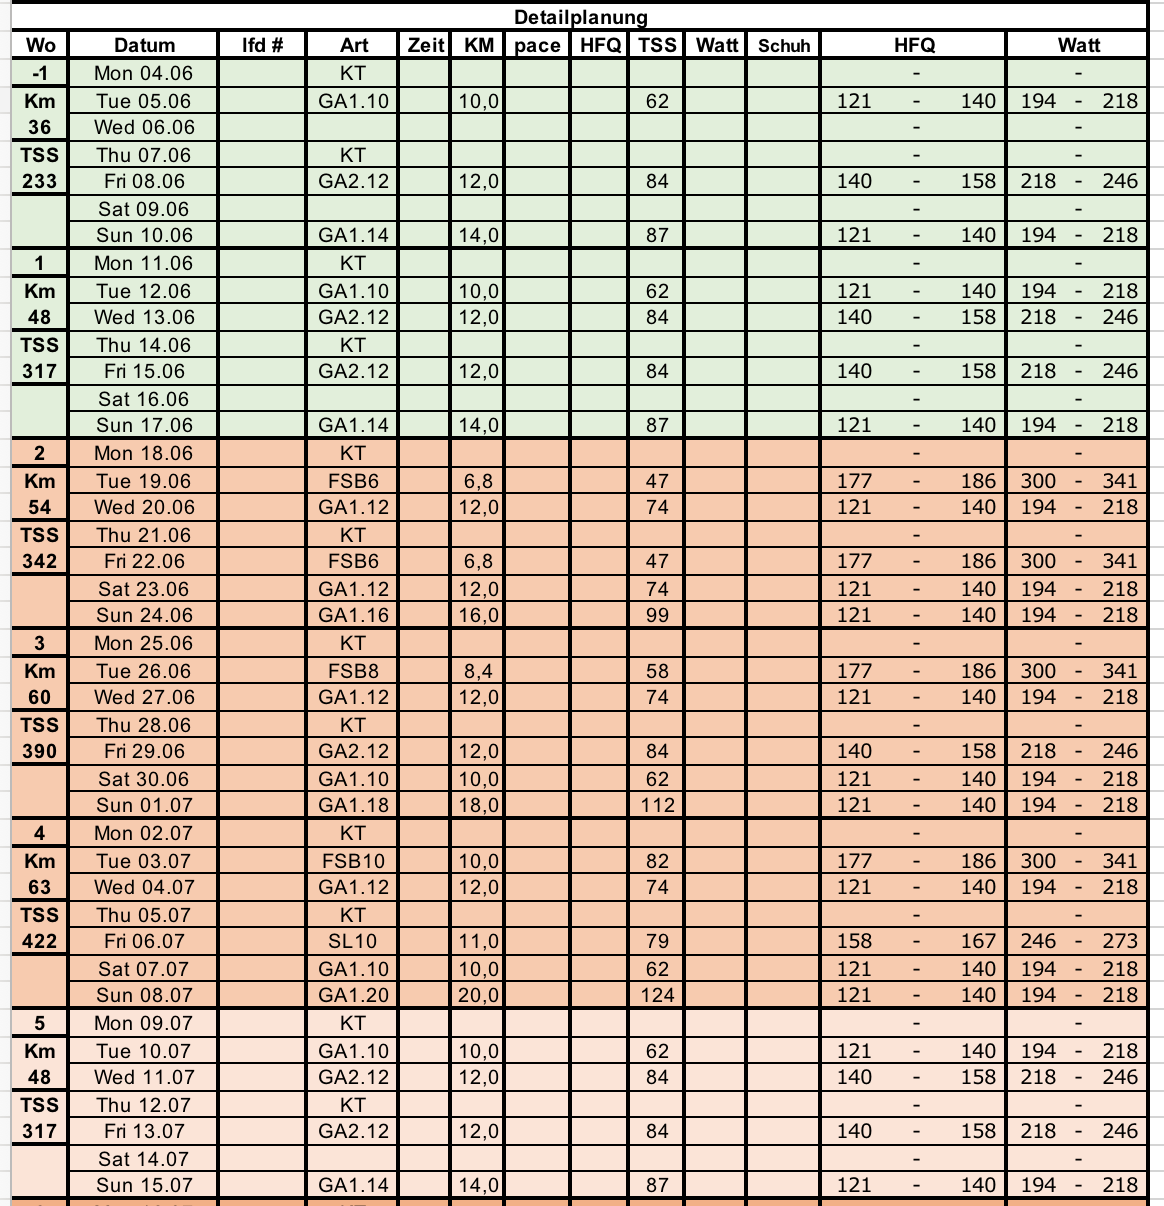 Detailplanung
Wo Datum lfd # Art Zeit KM pace HFQ TSS Watt Schuh HFQ Watt
-1 Mon 04.06 KT - -
Km Tue 05.06 GA1.10 10,0 62 121 - 140 194 - 218
36 Wed 06.06 - -
TSS Thu 07.06 KT - -
233 Fri 08.06 GA2.12 12,0 84 140 - 158 218 - 246
Sat 09.06 - -
Sun 10.06 GA1.14 14,0 87 121 - 140 194 - 218
1 Mon 11.06 KT - -
Km Tue 12.06 GA1.10 10,0 62 121 - 140 194 - 218
48 Wed 13.06 GA2.12 12,0 84 140 - 158 218 - 246
TSS Thu 14.06 KT - -
317 Fri 15.06 GA2.12 12,0 84 140 - 158 218 - 246
Sat 16.06 - -
Sun 17.06 GA1.14 14,0 87 121 - 140 194 - 218
2 Mon 18.06 KT - -
Km Tue 19.06 FSB6 6,8 47 177 - 186 300 - 341
54 Wed 20.06 GA1.12 12,0 74 121 - 140 194 - 218
TSS Thu 21.06 KT - -
342 Fri 22.06 FSB6 6,8 47 177 - 186 300 - 341
Sat 23.06 GA1.12 12,0 74 121 - 140 194 - 218
Sun 24.06 GA1.16 16,0 99 121 - 140 194 - 218
3 Mon 25.06 KT - -
Km Tue 26.06 FSB8 8,4 58 177 - 186 300 - 341
60 Wed 27.06 GA1.12 12,0 74 121 - 140 194 - 218
TSS Thu 28.06 KT - -
390 Fri 29.06 GA2.12 12,0 84 140 - 158 218 - 246
Sat 30.06 GA1.10 10,0 62 121 - 140 194 - 218
Sun 01.07 GA1.18 18,0 112 121 - 140 194 - 218
4 Mon 02.07 KT - -
Km Tue 03.07 FSB10 10,0 82 177 - 186 300 - 341
63 Wed 04.07 GA1.12 12,0 74 121 - 140 194 - 218
TSS Thu 05.07 KT - -
422 Fri 06.07 SL10 11,0 79 158 - 167 246 - 273
Sat 07.07 GA1.10 10,0 62 121 - 140 194 - 218
Sun 08.07 GA1.20 20,0 124 121 - 140 194 - 218
5 Mon 09.07 KT - -
Km Tue 10.07 GA1.10 10,0 62 121 - 140 194 - 218
48 Wed 11.07 GA2.12 12,0 84 140 - 158 218 - 246
TSS Thu 12.07 KT - -
317 Fri 13.07 GA2.12 12,0 84 140 - 158 218 - 246
Sat 14.07 - -
Sun 15.07 GA1.14 14,0 87 121 - 140 194 - 218